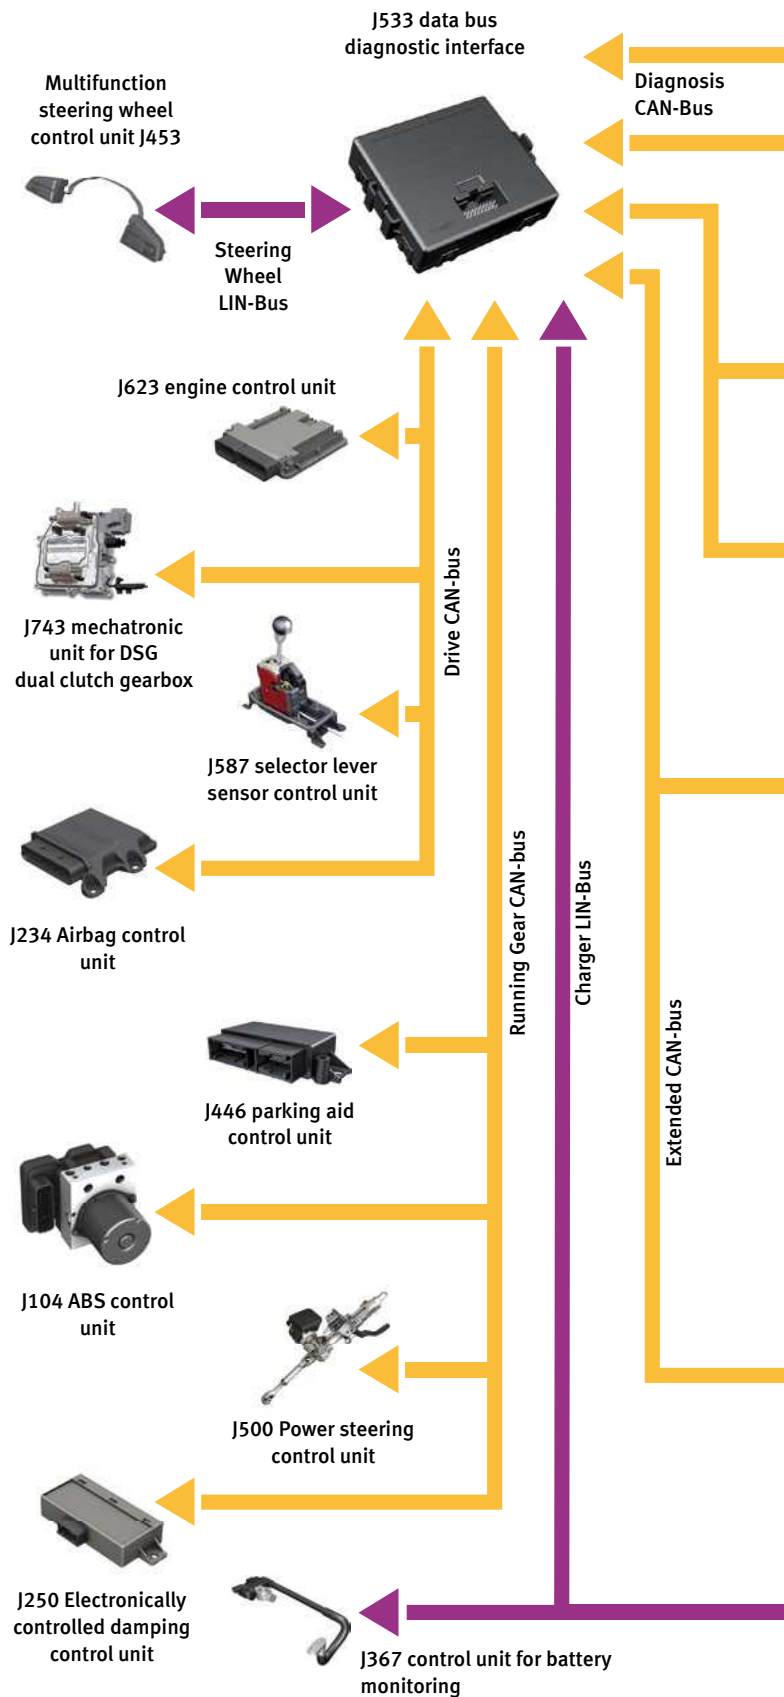 J533 data bus
diagnostic interface
Diagnosis
CAN-Bus
Multifunction
steering wheel
control unit J453
Steering
Wheel
LIN-Bus
J623 engine control unit
Drive CAN-bus
J743 mechatronic
unit for DSG
dual clutch gearbox
J587 selector lever
sensor control unit
Running Gear CAN-bus
Charger LIN-Bus
Extended CAN-bus
J234 Airbag control
unit
J446 parking aid
control unit
J104 ABS control
unit
J500 Power steering
control unit
J250 Electronically
controlled damping
control unit
J367 control unit for battery
monitoring